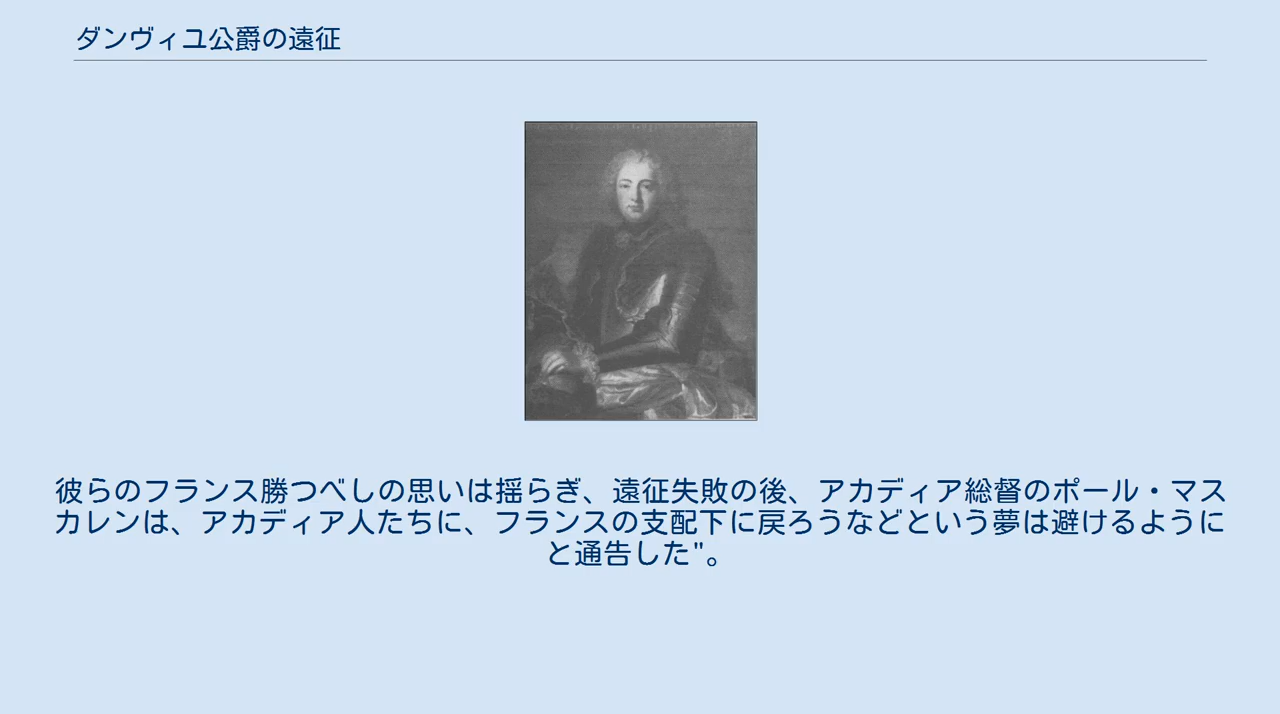 ダンヴィユ公爵の遠征
彼らのフランス勝つべしの思いは揺らぎ、遠征失敗の後、アカディア総督のポール・マス
カレンは、アカディア人たちに、フランスの支配下に戻ろうなどという夢は避けるように
と通告した"。